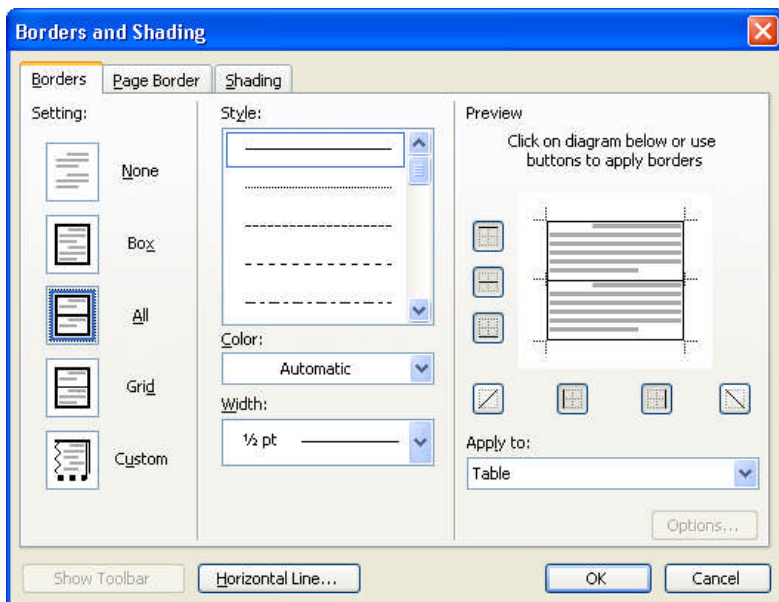 Borders and Shading
Borders
Page Border
Shading
Setting:
None
Box
All
Grid
Custom
Style:
Color:
Automatic
Width:
½ pt
Preview
Click on diagram below or use
buttons to apply borders
Apply to:
Table
Options...
Show Toolbar
Horizontal Line...
OK
Cancel